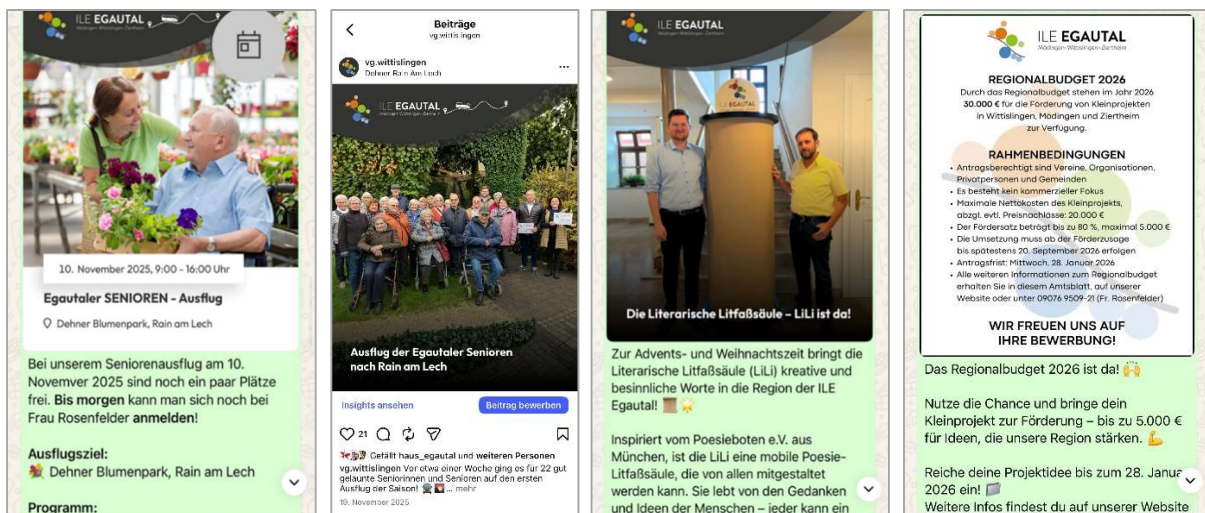 ILE EGAUTAL
Mödingen·Wittislingen·Ziertheim
10. November 2025, 9:00 - 16:00 Uhr
Egautaler SENIOREN - Ausflug
Dehner Blumenpark, Rain am Lech
Bei unserem Seniorenausflug am 10.
Novemver 2025 sind noch ein paar Plätze
frei. Bis morgen kann man sich noch bei
Frau Rosenfelder anmelden!
Ausflugsziel:
💐 Dehner Blumenpark, Rain am Lech
Programm:
Beiträge
vg.wittislingen
vg.wittislingen
Dehner Rain Am Lech
ILE EGAUTAL
Mödingen·Wittislingen·Ziertheim
Ausflug der Egautaler Senioren
nach Rain am Lech
Insights ansehen
Beitrag bewerben
21
Gefällt haus_egautal und weiteren Personen
vg.wittislingen Vor etwa einer Woche ging es für 22 gut
gelaunte Seniorinnen und Senioren auf den ersten
Ausflug der Saison! ... mehr
19. November 2025
ILE EGAUTAL
Mödingen·Wittislingen·Ziertheim
ILE EGAUTAL
Die Literarische Litfaßsäule – LiLi ist da!
Zur Advents- und Weihnachtszeit bringt die
Literarische Litfaßsäule (LiLi) kreative und
besinnliche Worte in die Region der ILE
Egautal! 📜 🌟
Inspiriert vom Poesieboten e.V. aus
München, ist die LiLi eine mobile Poesie-
Litfaßsäule, die von allen mitgestaltet
werden kann. Sie lebt von den Gedanken
und Ideen der Menschen – jeder kann ein
ILE EGAUTAL
Mödingen·Wittislingen·Ziertheim
REGIONALBUDGET 2026
Durch das Regionalbudget stehen im Jahr 2026
30.000 € für die Förderung von Kleinprojekten
in Wittislingen, Mödingen und Ziertheim
zur Verfügung.
RAHMENBEDINGUNGEN
• Antragsberechtigt sind Vereine, Organisationen,
Privatpersonen und Gemeinden
• Es besteht kein kommerzieller Fokus
• Maximale Nettokosten des Kleinprojekts,
abzgl. evtl. Preisnachlösse: 20.000 €
• Der Fördersatz beträgt bis zu 80 %, maximal 5.000 €
• Die Umsetzung muss ab der Förderzusage
bis spätestens 20. September 2026 erfolgen
• Antragsfrist: Mittwoch, 28. Januar 2026
• Alle weiteren Informationen zum Regionalbudget
erhalten Sie in diesem Amtsblatt, auf unserer
Website oder unter 09076 9509-21 (Fr. Rosenfelder)
WIR FREUEN UNS AUF
IHRE BEWERBUNG!
Das Regionalbudget 2026 ist da! 🙌
Nutze die Chance und bringe dein
Kleinprojekt zur Förderung – bis zu 5.000 €
für Ideen, die unsere Region stärken. 💪
Reiche deine Projektidee bis zum 28. Janua
2026 ein!
Weitere Infos findest du auf unserer Website